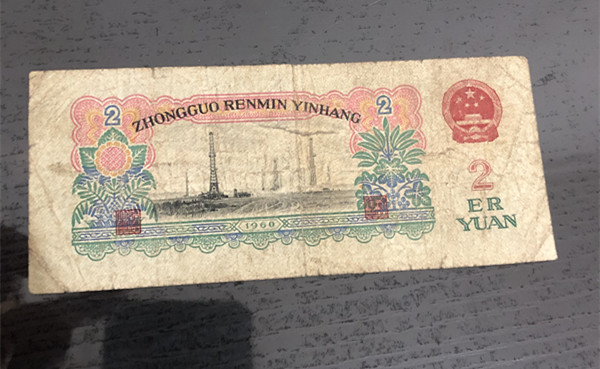 2
ZHONGGUO RENMIN YINHANG
2
2
ER
YUAN
1960